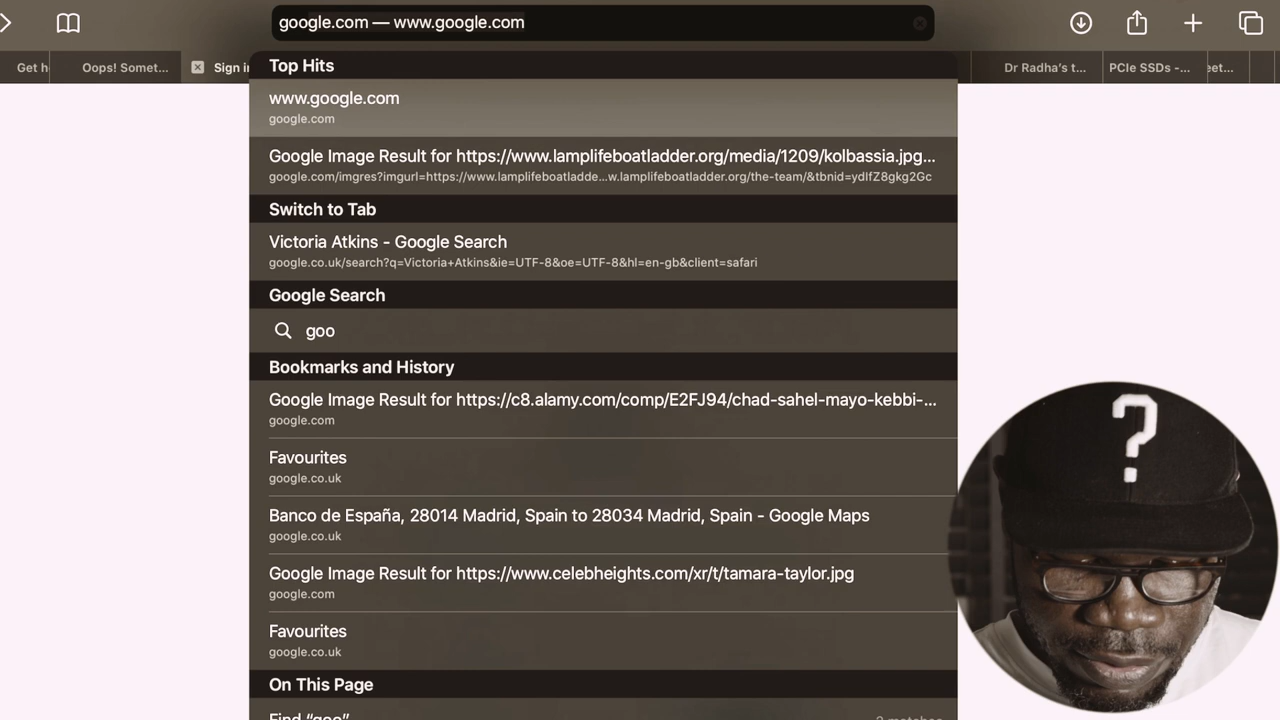 google.com — www.google.com
Get h
Oops! Somet...
Sign i
Dr Radha's t...
PCIe SSDs -...
eet...
Top Hits
www.google.com
google.com
Google Image Result for https://www.lamplifeboatladder.org/media/1209/kolbassia.jpg...
google.com/imgres?imgurl=https://www.lamplifeboatladde...w.lamplifeboatladder.org/the-team/&tbnid=ydIfZ8gkg2Gc
Switch to Tab
Victoria Atkins - Google Search
google.co.uk/search?q=Victoria+Atkins&ie=UTF-8&oe=UTF-8&hl=en-gb&client=safari
Google Search
goo
Bookmarks and History
Google Image Result for https://c8.alamy.com/comp/E2FJ94/chad-sahel-mayo-kebbi-...
google.com
Favourites
google.co.uk
Banco de España, 28014 Madrid, Spain to 28034 Madrid, Spain - Google Maps
google.co.uk
Google Image Result for https://www.celebheights.com/xr/t/tamara-taylor.jpg
google.com
Favourites
google.co.uk
On This Page
Find "goo"
?